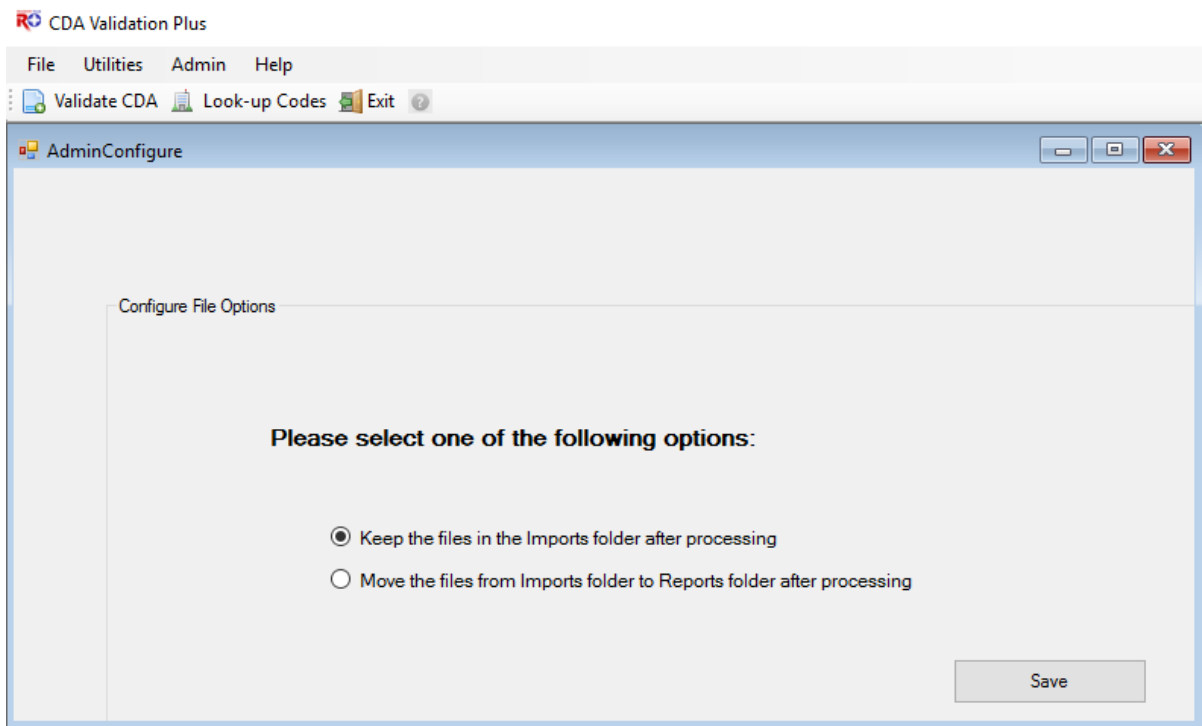 CDA Validation Plus
File Utilities Admin Help
Validate CDA Look-up Codes Exit
AdminConfigure
Configure File Options
Please select one of the following options:
Keep the files in the Imports folder after processing
Move the files from Imports folder to Reports folder after processing
Save